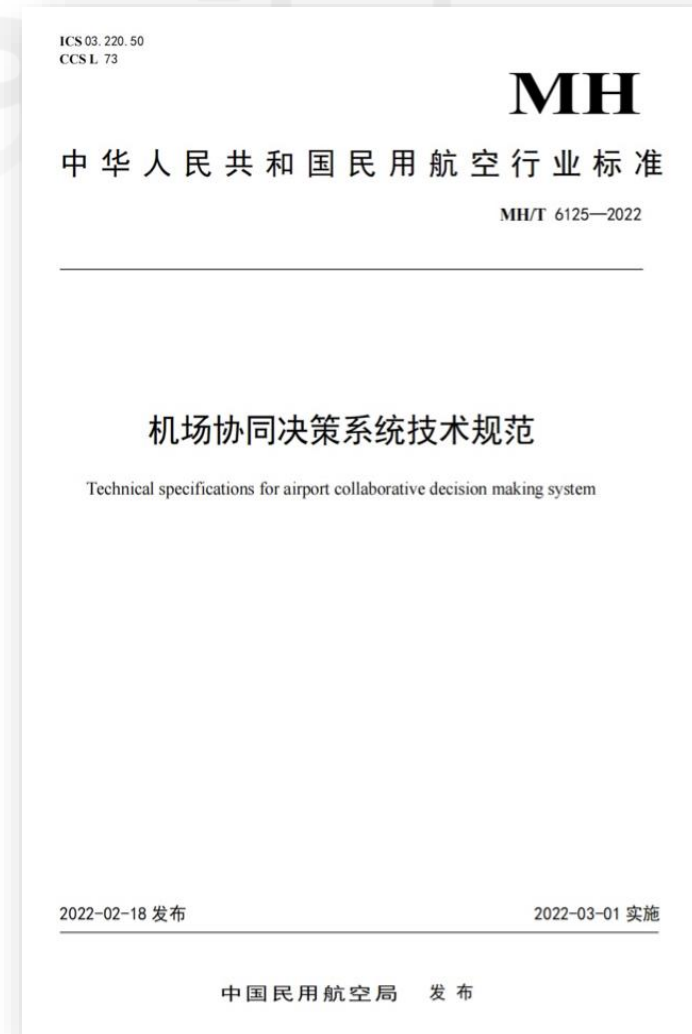 ICS 03.220.50
CCS L 73
MH
中华人民共和国民用航空行业标准
MH/T 6125—2022
机场协同决策系统技术规范
Technical specifications for airport collaborative decision making system
2022-02-18 发布 2022-03-01 实施
中国民用航空局 发布